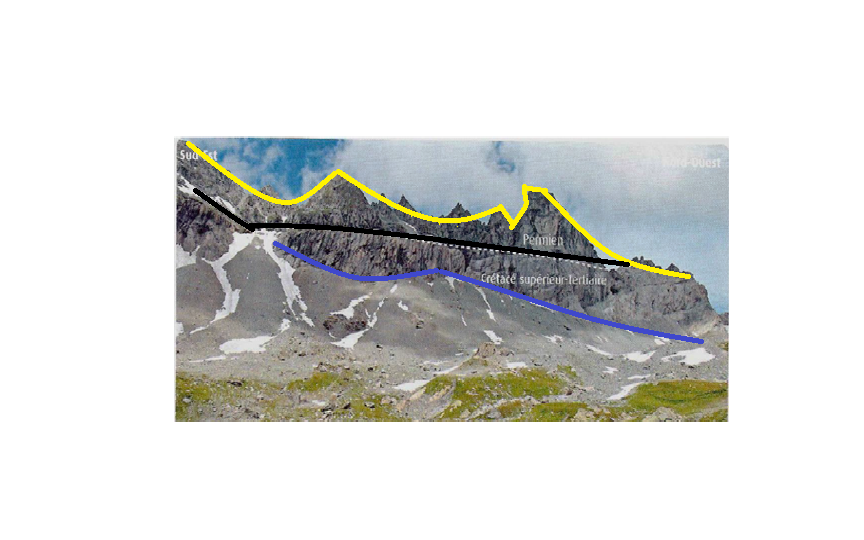 Sud-Est
Nord-Ouest
Permien
Crétacé supérieur-Tertiaire